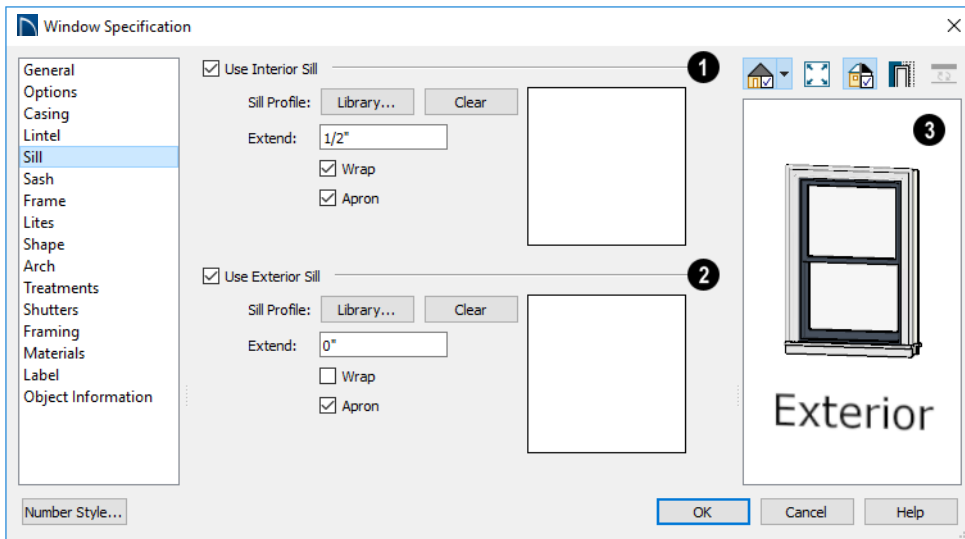 Window Specification
General
Options
Casing
Lintel
Sill
Sash
Frame
Lites
Shape
Arch
Treatments
Shutters
Framing
Materials
Label
Object Information
Use Interior Sill
1
Sill Profile:
Library...
Clear
Extend:
1/2"
Wrap
Apron
Use Exterior Sill
2
Sill Profile:
Library...
Clear
Extend:
0"
Wrap
Apron
3
Exterior
Number Style...
OK
Cancel
Help